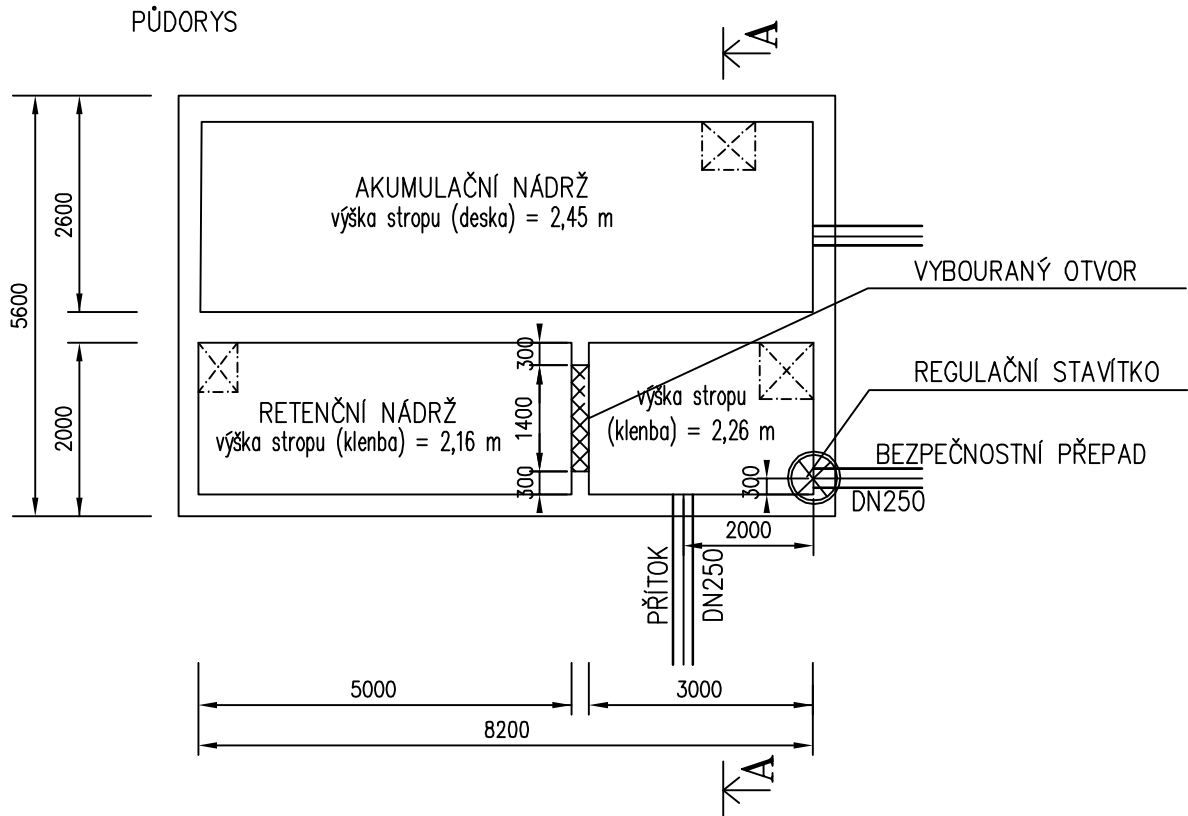 PŮDORYS
A
AKUMULAČNÍ NÁDRŽ
výška stropu (deska) = 2,45 m
2600
5600
VYBOURANÝ OTVOR
300
REGULAČNÍ STAVÍTKO
výška stropu
(klenba) = 2,26 m
RETENČNÍ NÁDRŽ
výška stropu (klenba) = 2,16 m
1400
2000
BEZPEČNOSTNÍ PŘEPAD
300
300
DN250
2000
PŘÍTOK
DN250
5000
3000
8200
A